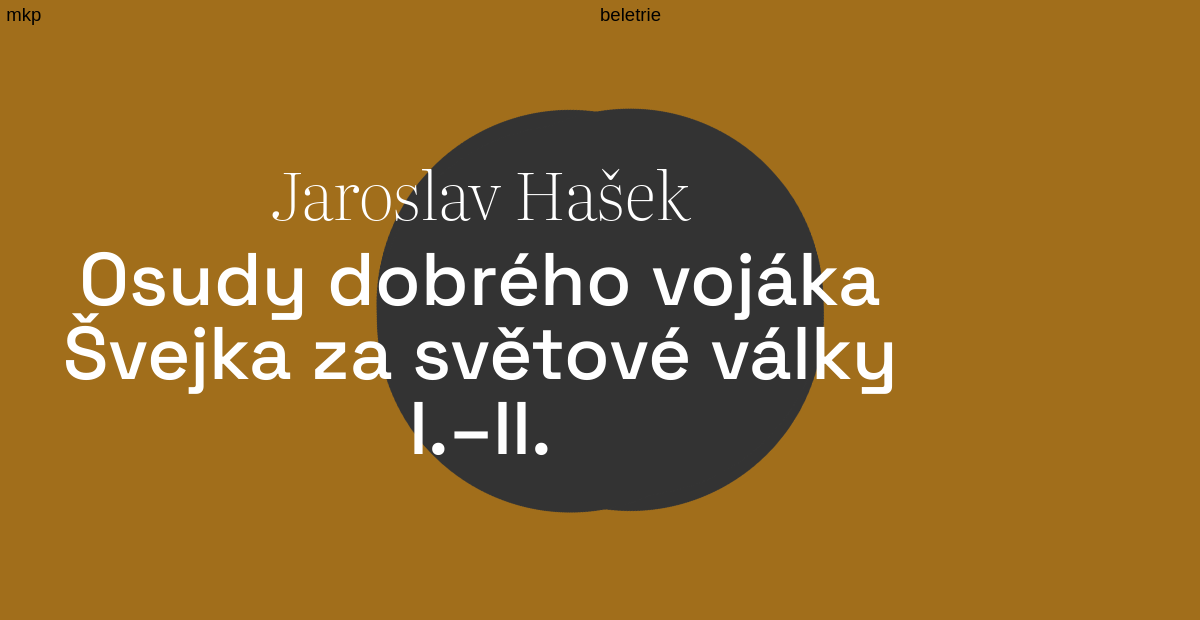 mkp
beletrie
Jaroslav Hašek
Osudy dobrého vojáka
Švejka za světové války
I.–II.